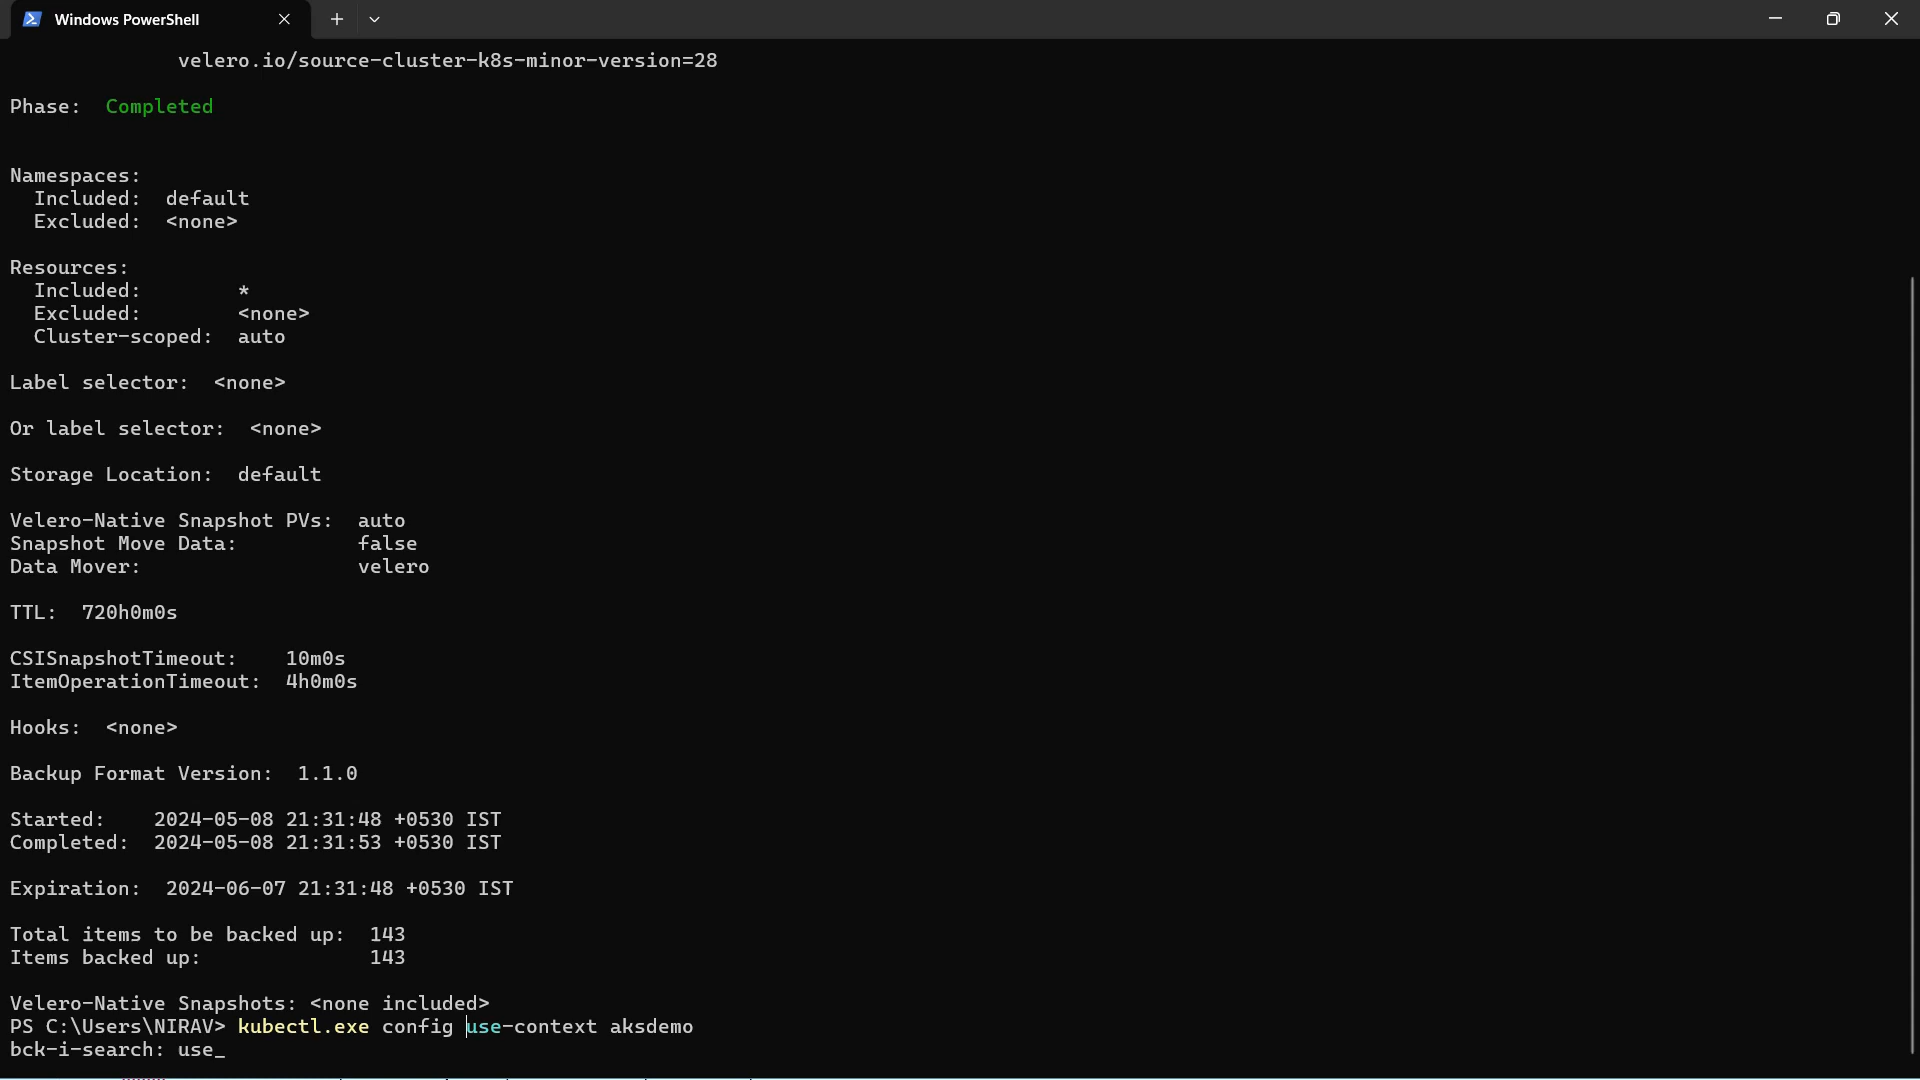 Windows PowerShell
velero.io/source-cluster-k8s-minor-version=28
Phase:  Completed
Namespaces:
  Included:  default
  Excluded:  <none>
Resources:
  Included:        *
  Excluded:        <none>
  Cluster-scoped:  auto
Label selector:  <none>
Or label selector:  <none>
Storage Location:  default
Velero-Native Snapshot PVs:  auto
Snapshot Move Data:          false
Data Mover:                  velero
TTL:  720h0m0s
CSISnapshotTimeout:    10m0s
ItemOperationTimeout:  4h0m0s
Hooks:  <none>
Backup Format Version:  1.1.0
Started:    2024-05-08 21:31:48 +0530 IST
Completed:  2024-05-08 21:31:53 +0530 IST
Expiration:  2024-06-07 21:31:48 +0530 IST
Total items to be backed up:  143
Items backed up:              143
Velero-Native Snapshots: <none included>
PS C:\Users\NIRAV> kubectl.exe config use-context aksdemo
bck-i-search: use_